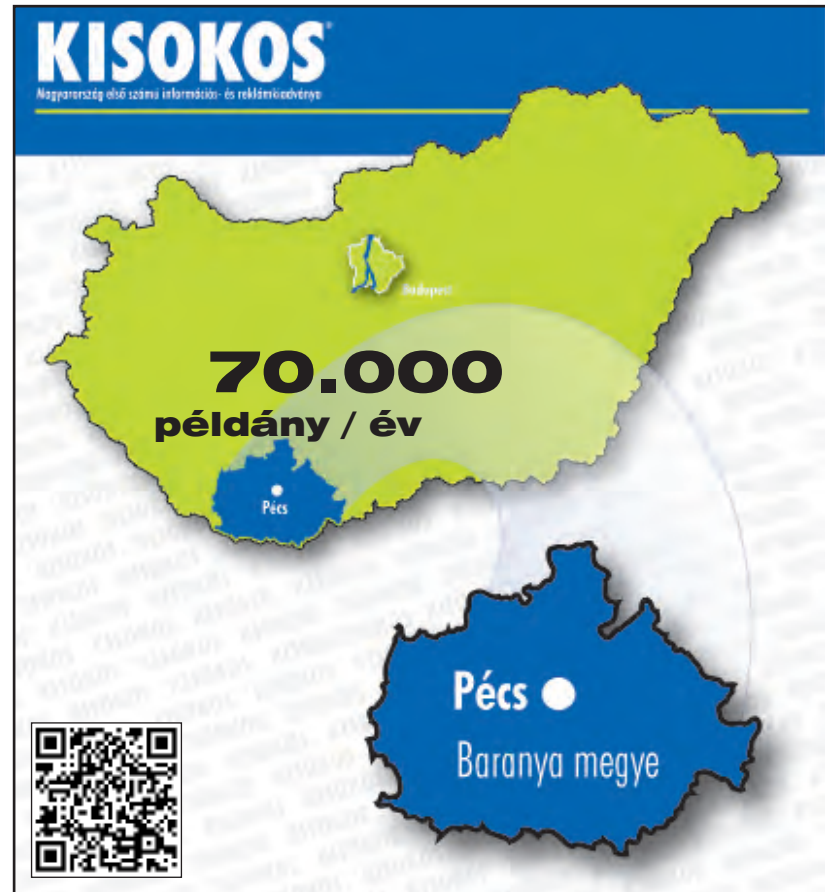 KISOKOS®
Magyarország első számú információs- és reklámkiadványa
Budapest
70.000
példány / év
Pécs
Pécs
Baranya megye